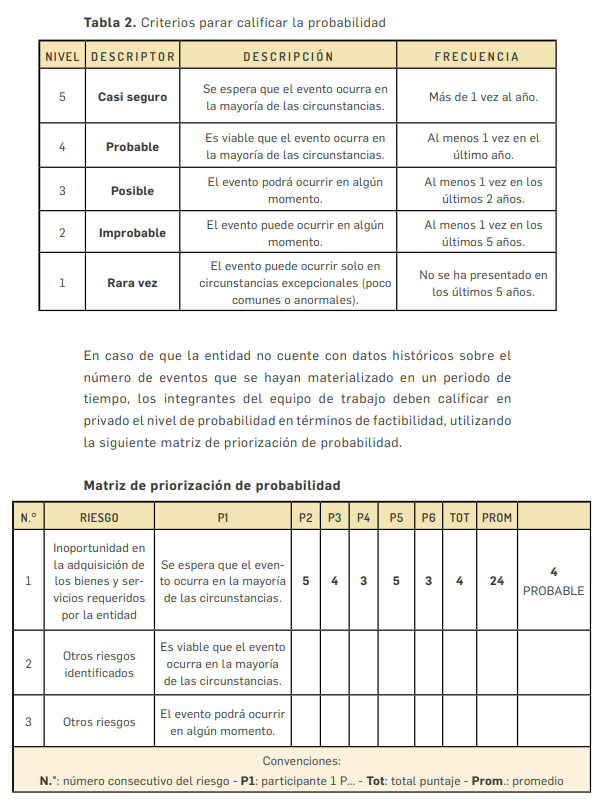 Tabla 2. Criterios parar calificar la probabilidad
NIVEL DESCRIPTOR DESCRIPCIÓN FRECUENCIA
5 Casi seguro Se espera que el evento ocurra en
la mayoría de las circunstancias. Más de 1 vez al año.
4 Probable Es viable que el evento ocurra en
la mayoría de las circunstancias. Al menos 1 vez en el
último año.
3 Posible El evento podrá ocurrir en algún
momento. Al menos 1 vez en los
últimos 2 años.
2 Improbable El evento puede ocurrir en algún
momento. Al menos 1 vez en los
últimos 5 años.
1 Rara vez El evento puede ocurrir solo en
circunstancias excepcionales (poco
comunes o anormales). No se ha presentado en
los últimos 5 años.
En caso de que la entidad no cuente con datos históricos sobre el
número de eventos que se hayan materializado en un periodo de
tiempo, los integrantes del equipo de trabajo deben calificar en
privado el nivel de probabilidad en términos de factibilidad, utilizando
la siguiente matriz de priorización de probabilidad.
Matriz de priorización de probabilidad
N.° RIESGO P1 P2 P3 P4 P5 P6 TOT PROM
1 Inoportunidad en
la adquisición de
los bienes y ser-
vicios requeridos
por la entidad Se espera que el even-
to ocurra en la mayoría
de las circunstancias. 5 4 3 5 3 4 24 4
PROBABLE
2 Otros riesgos
identificados Es viable que el evento
ocurra en la mayoría
de las circunstancias.
3 Otros riesgos El evento podrá ocurrir
en algún momento.
Convenciones:
N.°: número consecutivo del riesgo - P1: participante 1 P... - Tot: total puntaje - Prom.: promedio